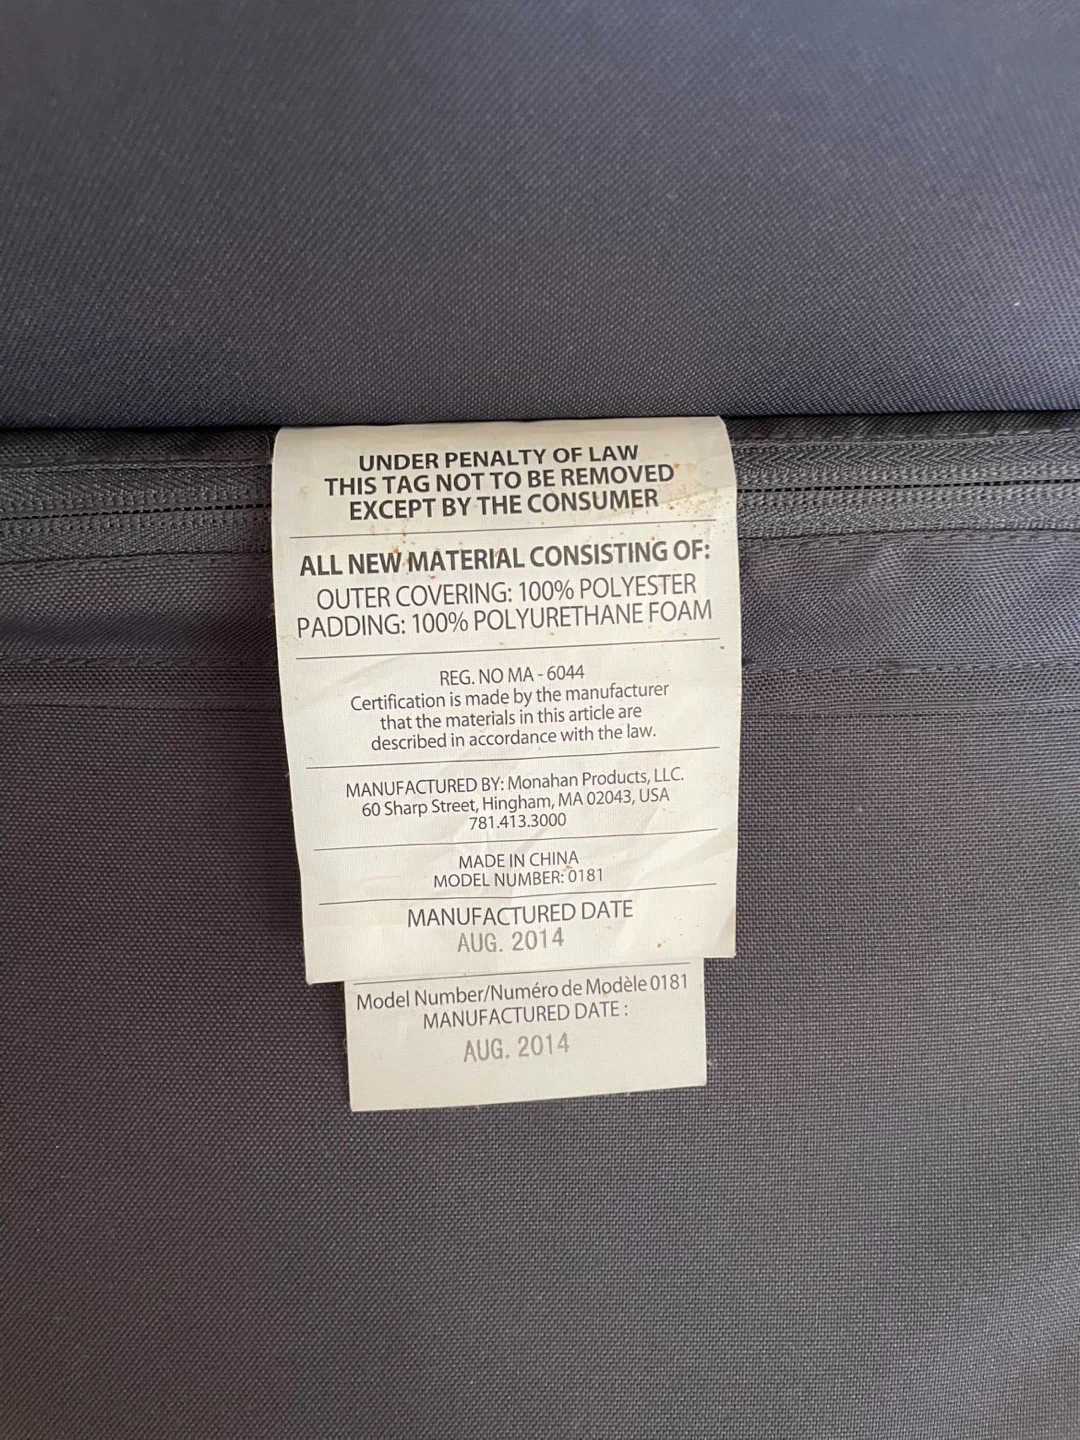 UNDER PENALTY OF LAW
THIS TAG NOT TO BE REMOVED
EXCEPT BY THE CONSUMER
ALL NEW MATERIAL CONSISTING OF:
OUTER COVERING: 100% POLYESTER
PADDING: 100% POLYURETHANE FOAM
REG. NO MA - 6044
Certification is made by the manufacturer
that the materials in this article are
described in accordance with the law.
MANUFACTURED BY: Monahan Products, LLC.
60 Sharp Street, Hingham, MA 02043, USA
781.413.3000
MADE IN CHINA
MODEL NUMBER: 0181
MANUFACTURED DATE
AUG. 2014
Model Number/Numéro de Modèle 0181
MANUFACTURED DATE :
AUG. 2014